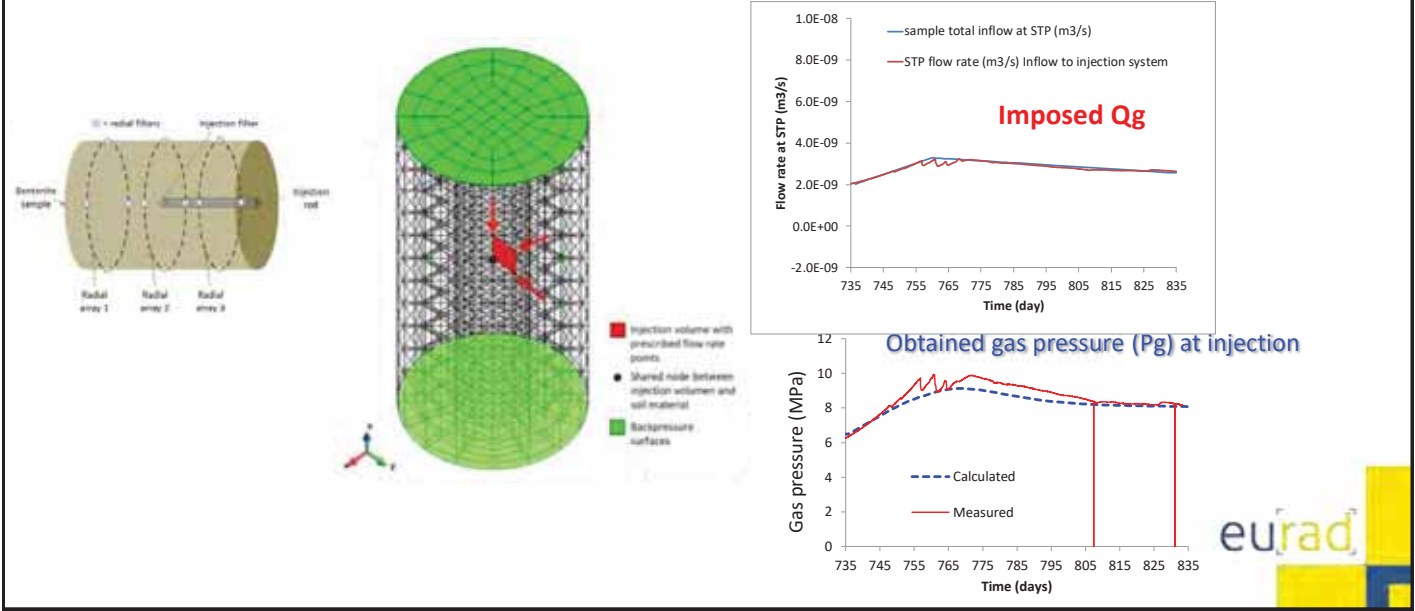 = radial filters
Injection filter
Bentonite
sample
Injection
rod
Radial
array 1
Radial
array 2
Radial
array 3
Injection volume with
prescribed flow rate
points
Shared node between
injection volumen and
soil material
Backpressure
surfaces
1.0E-08
8.0E-09
6.0E-09
4.0E-09
2.0E-09
0.0E+00
-2.0E-09
Flow rate at STP (m3/s)
sample total inflow at STP (m3/s)
STP flow rate (m3/s) Inflow to injection system
Imposed Qg
735 745 755 765 775 785 795 805 815 825 835
Time (day)
Obtained gas pressure (Pg) at injection
12
10
8
6
4
2
0
Gas pressure (MPa)
Calculated
Measured
735 745 755 765 775 785 795 805 815 825 835
Time (days)
eurad